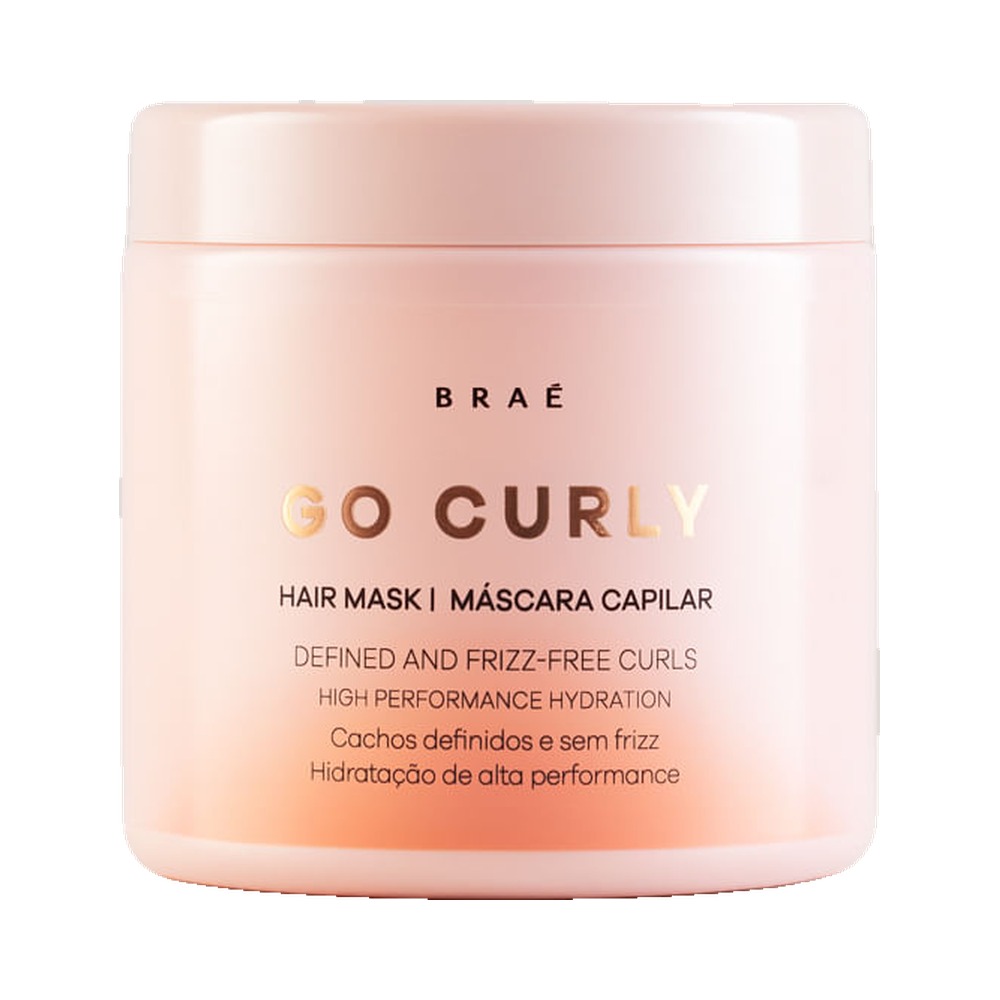 BRAÉ
GO CURLY
HAIR MASK | MÁSCARA CAPILAR
DEFINED AND FRIZZ-FREE CURLS
HIGH PERFORMANCE HYDRATION
Cachos definidos e sem frizz
Hidratação de alta performance